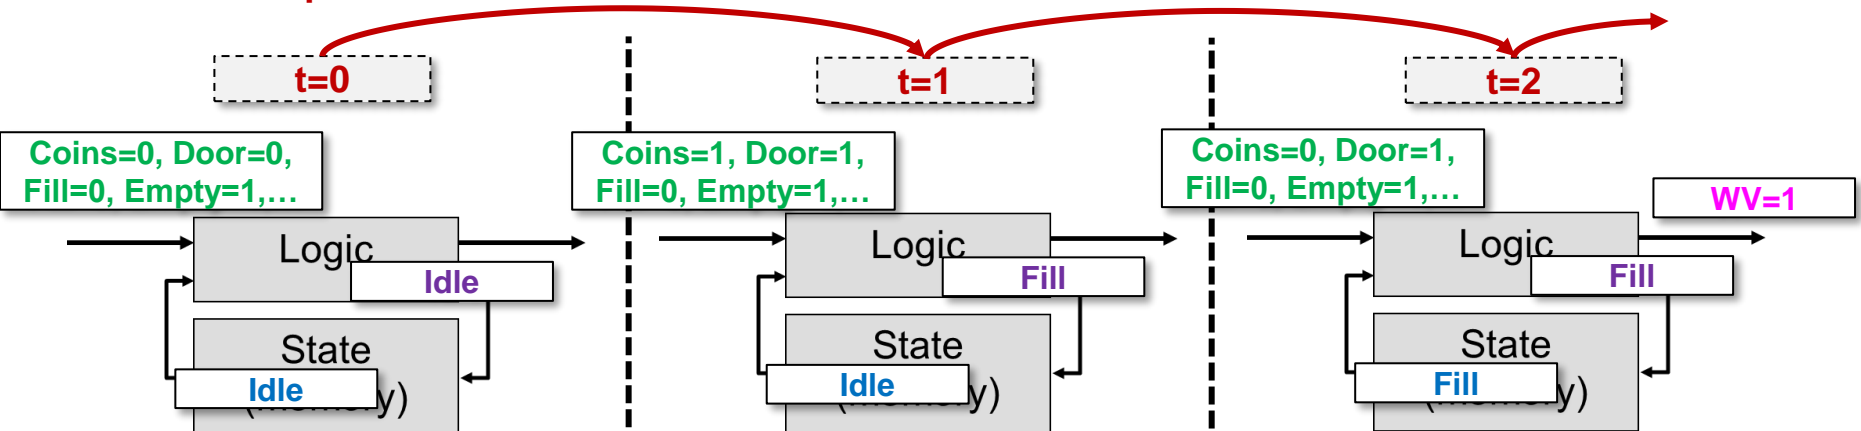 t=0
t=1
t=2
Coins=0, Door=0,
Fill=0, Empty=1,...
Coins=1, Door=1,
Fill=0, Empty=1,...
Coins=0, Door=1,
Fill=0, Empty=1,...
WV=1
Logic
Idle
Logic
Fill
Logic
Fill
State
Idle
State
Idle
State
Fill